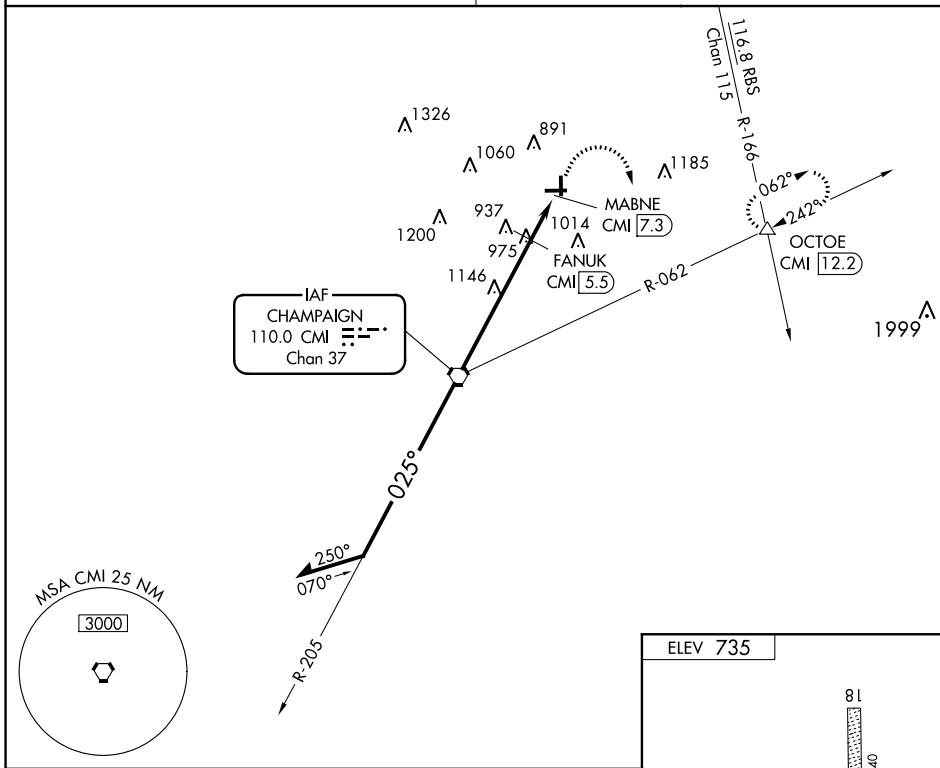 116.8 RBS
Chan 115
R-166
1326
891
1060
1185
062°
242°
937
1014
MABNE
CMI 7.3
1200
975
FANUK
CMI 5.5
OCTOE
CMI 12.2
1146
R-062
IAF
CHAMPAIGN
110.0 CMI
Chan 37
1999
025°
250°
070°
R-205
MSA CMI 25 NM
3000
ELEV 735
18
40